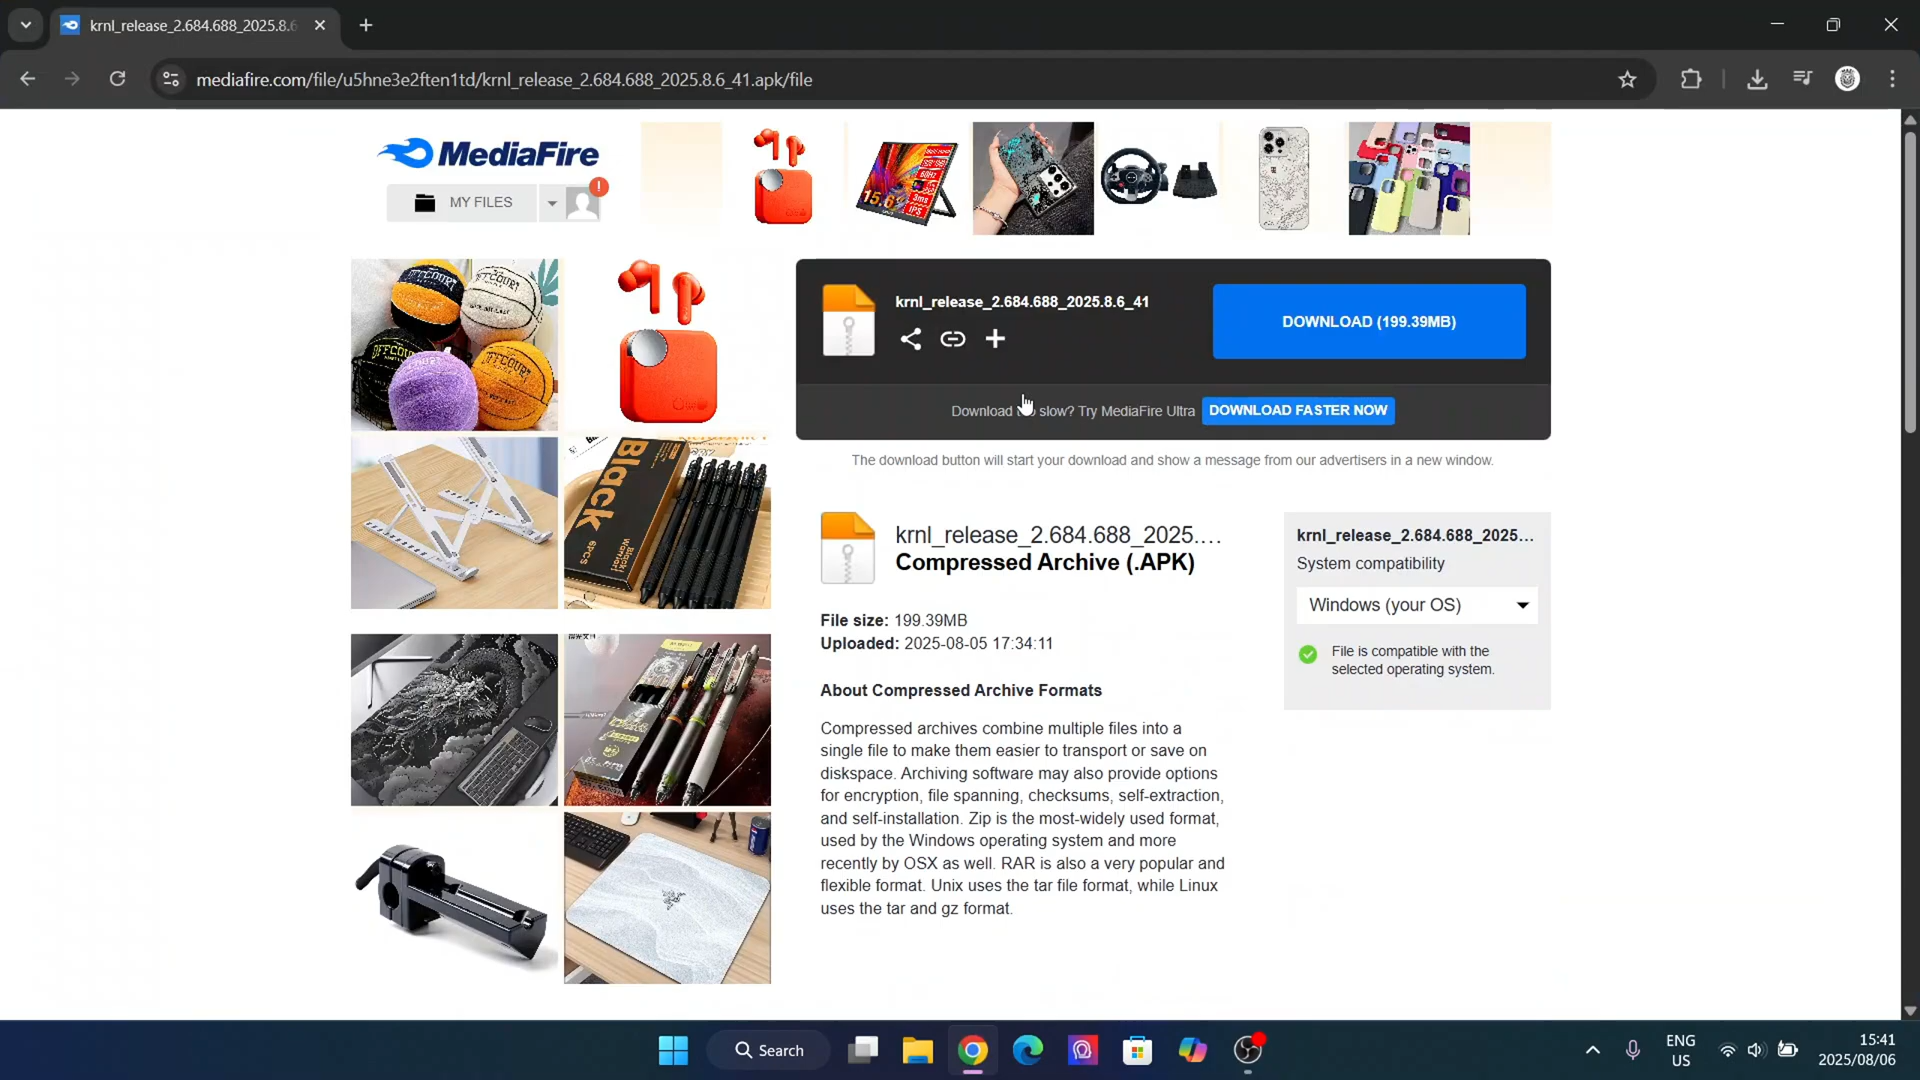 krnl_release_2.684.688_2025.8.6
mediafire.com/file/u5hne3e2ften1td/krnl_release_2.684.688_2025.8.6_41.apk/file
MediaFire
MY FILES
!
krnl_release_2.684.688_2025.8.6_41
DOWNLOAD (199.39MB)
Download slow? Try MediaFire Ultra
DOWNLOAD FASTER NOW
The download button will start your download and show a message from our advertisers in a new window.
krnl_release_2.684.688_2025....
Compressed Archive (.APK)
File size: 199.39MB
Uploaded: 2025-08-05 17:34:11
About Compressed Archive Formats
Compressed archives combine multiple files into a
single file to make them easier to transport or save on
diskspace. Archiving software may also provide options
for encryption, file spanning, checksums, self-extraction,
and self-installation. Zip is the most-widely used format,
used by the Windows operating system and more
recently by OSX as well. RAR is also a very popular and
flexible format. Unix uses the tar file format, while Linux
uses the tar and gz format.
krnl_release_2.684.688_2025...
System compatibility
Windows (your OS)
File is compatible with the
selected operating system.
OFFCOURT
OFFCOURT
OFFCOURT
Black
6PCS
15.6
Search
ENG
US
15:41
2025/08/06